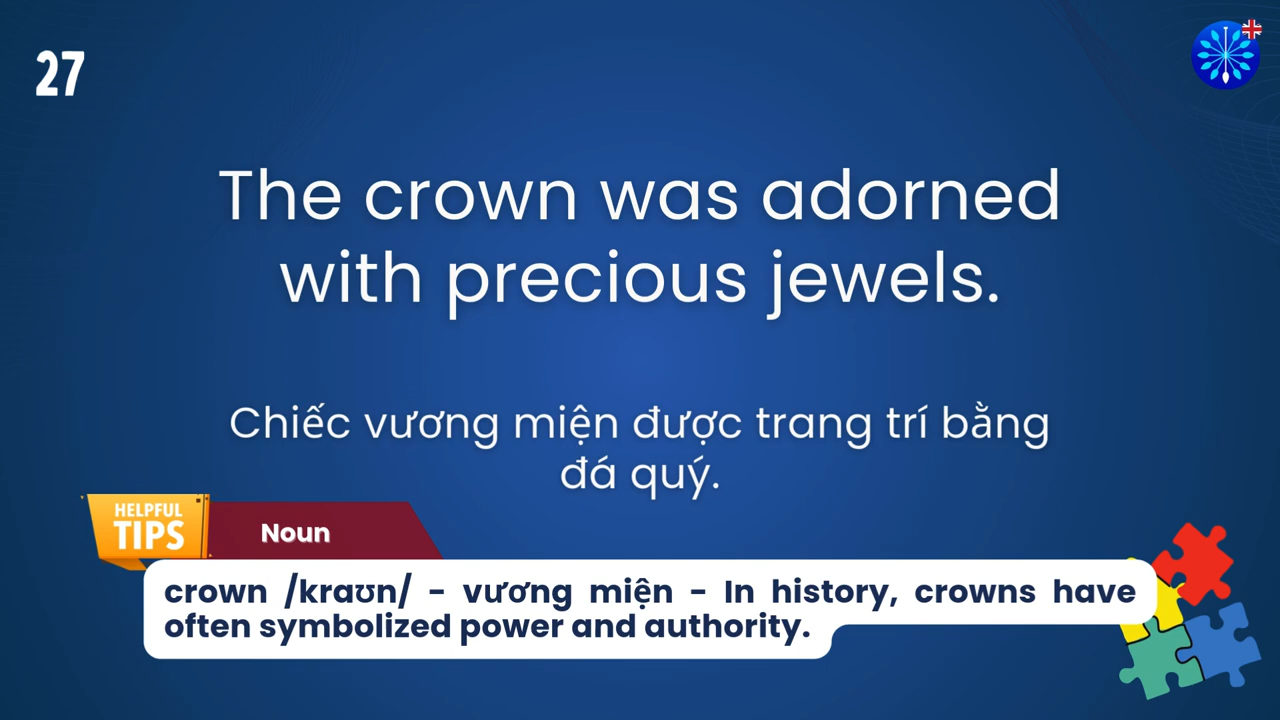 27
The crown was adorned
with precious jewels.
Chiếc vương miện được trang trí bằng
đá quý.
HELPFUL
TIPS
Noun
crown /kraʊn/ - vương miện - In history, crowns have
often symbolized power and authority.